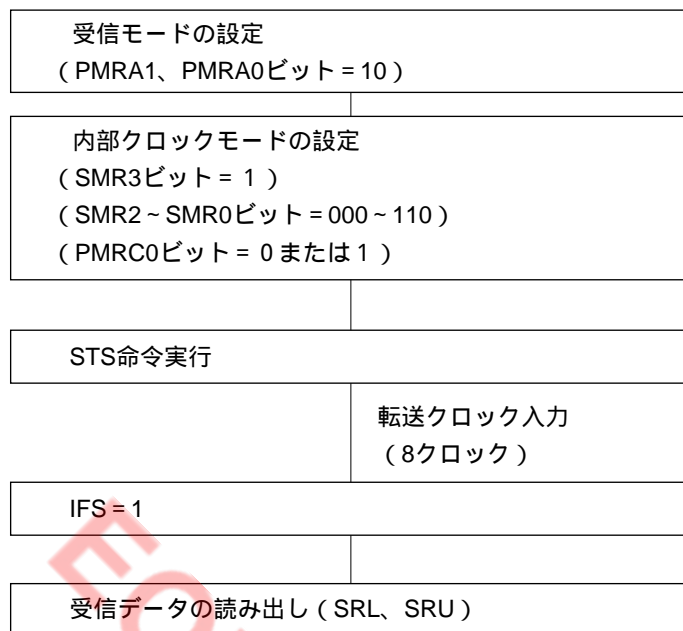 受信モードの設定
（PMRA1、PMRA0ビット = 10）
内部クロックモードの設定
（SMR3ビット = 1）
（SMR2 ~ SMR0ビット = 000 ~ 110）
（PMRC0ビット = 0 または 1）
STS命令実行
転送クロック入力
（8クロック）
IFS = 1
受信データの読み出し（SRL、SRU）